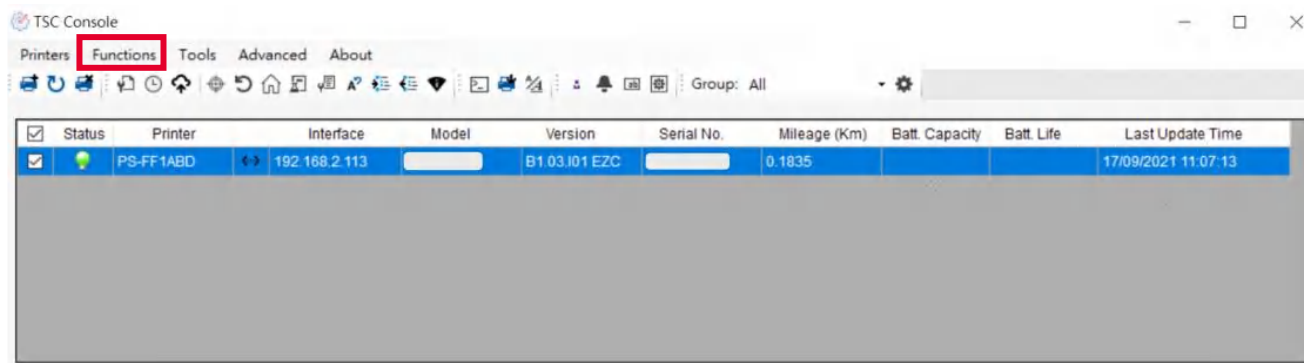 TSC Console
Printers Functions Tools Advanced About
Group: All
Status Printer Interface Model Version Serial No. Mileage (Km) Batt. Capacity Batt. Life Last Update Time
PS-FF1ABD 192.168.2.113 B1.03.I01 EZC 0.1835 17/09/2021 11:07:13